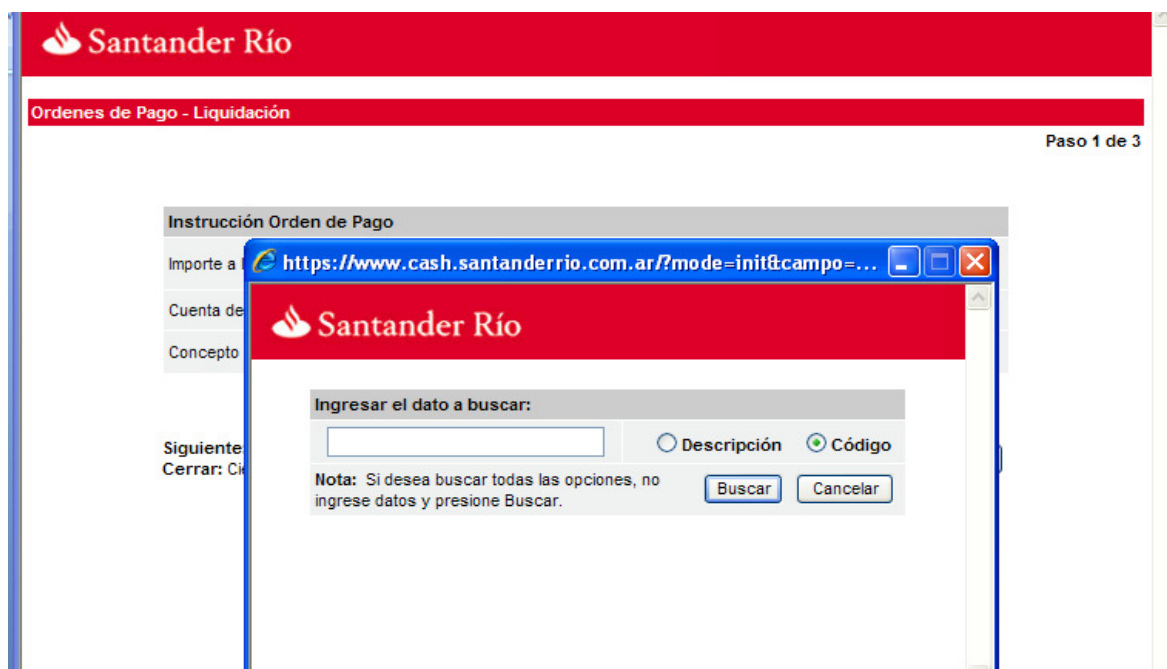 Santander Río
Ordenes de Pago - Liquidación
Paso 1 de 3
Instrucción Orden de Pago
Importe a
Cuenta de
Concepto
https://www.cash.santanderrio.com.ar/?mode=init&campo=...
Santander Río
Ingresar el dato a buscar:
Descripción Código
Nota: Si desea buscar todas las opciones, no
ingrese datos y presione Buscar.
Buscar Cancelar
Siguiente
Cerrar: